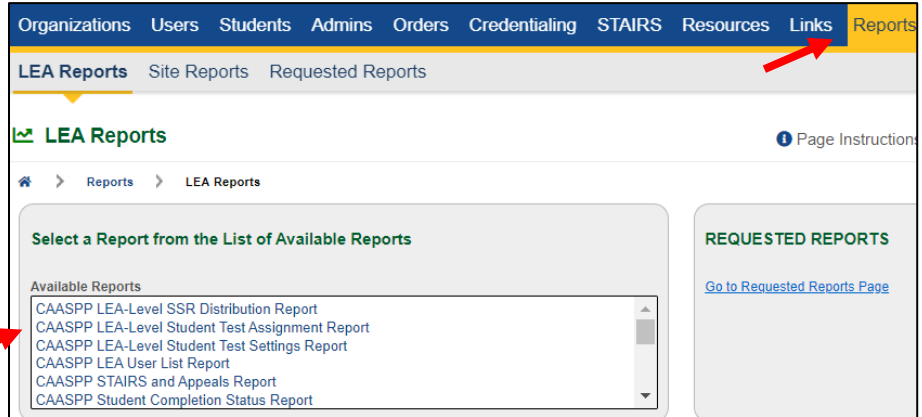 Organizations Users Students Admins Orders Credentialing STAIRS Resources Links Reports
LEA Reports Site Reports Requested Reports
LEA Reports
Page Instructions
Reports > LEA Reports
Select a Report from the List of Available Reports
Available Reports
CAASPP LEA-Level SSR Distribution Report
CAASPP LEA-Level Student Test Assignment Report
CAASPP LEA-Level Student Test Settings Report
CAASPP LEA User List Report
CAASPP STAIRS and Appeals Report
CAASPP Student Completion Status Report
REQUESTED REPORTS
Go to Requested Reports Page